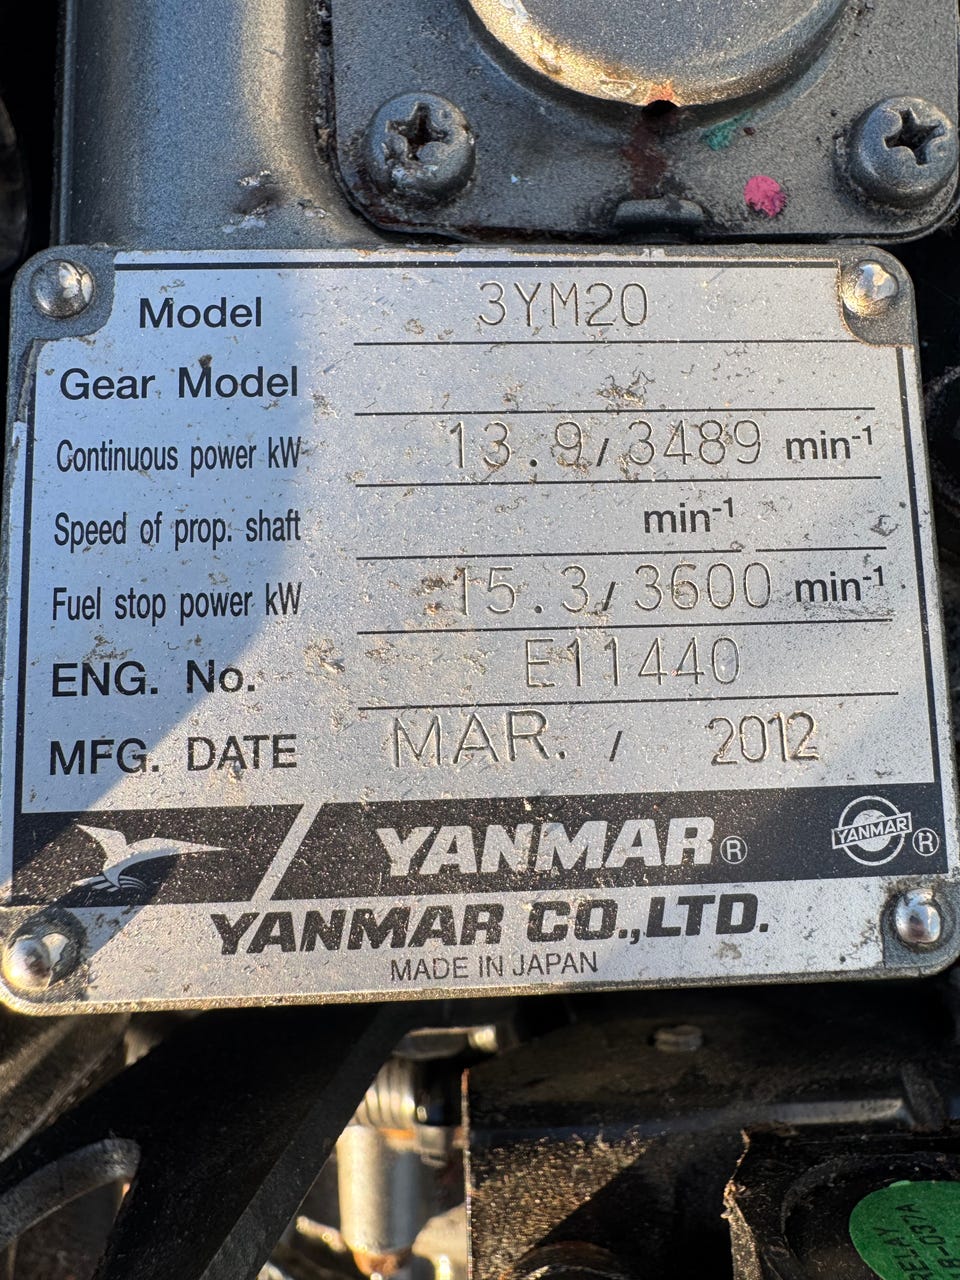 Model 3YM20
Gear Model
Continuous power kW 13.9/3489 min-1
Speed of prop. shaft min-1
Fuel stop power kW 15.3/3600 min-1
ENG. No. E11440
MFG. DATE MAR. / 2012
YANMAR® YANMAR®
YANMAR CO.,LTD.
MADE IN JAPAN